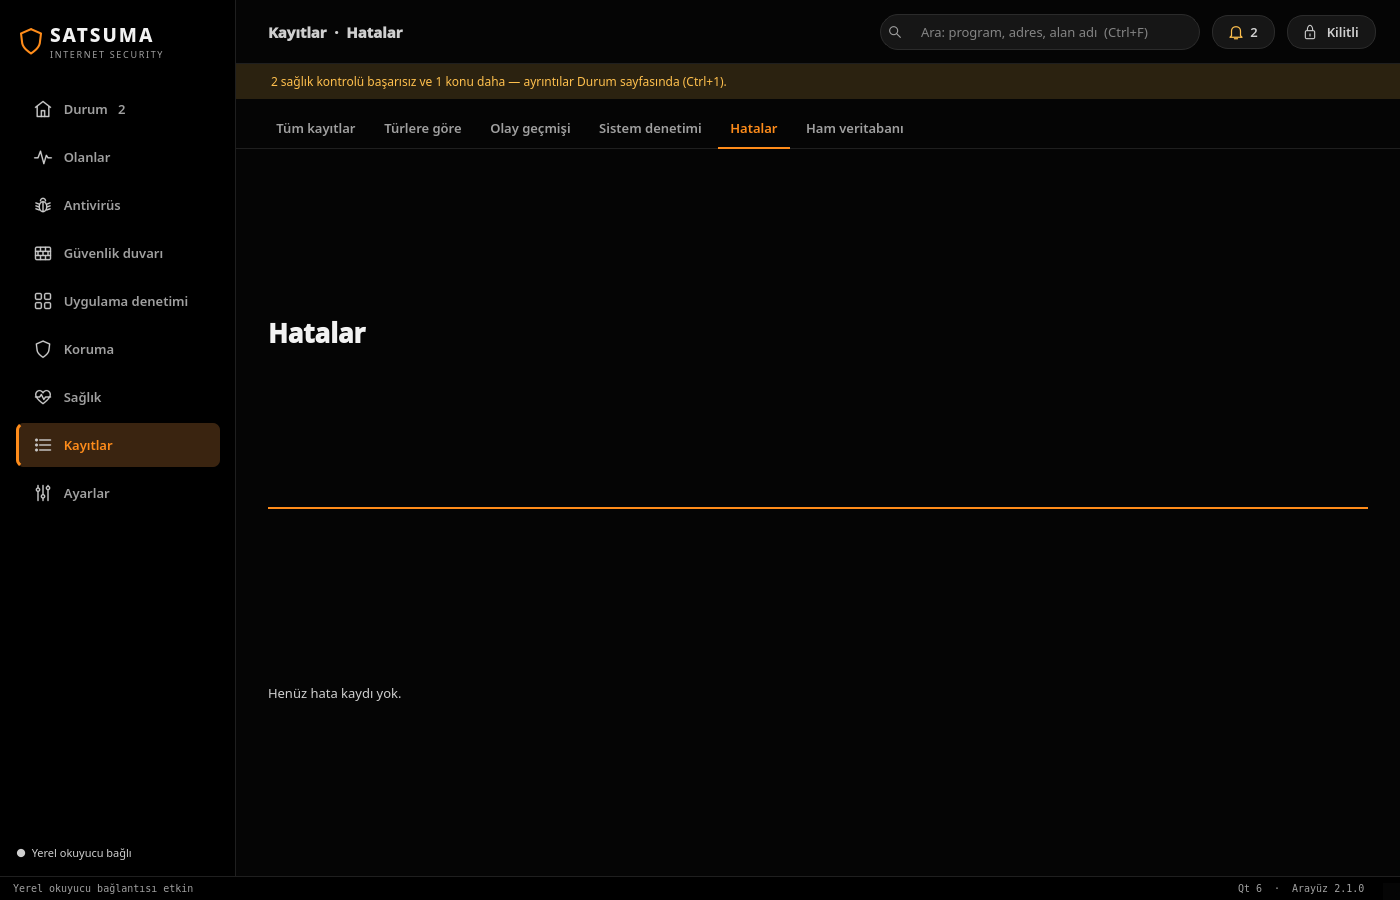 SATSUMA
INTERNET SECURITY
Durum 2
Olanlar
Antivirüs
Güvenlik duvarı
Uygulama denetimi
Koruma
Sağlık
Kayıtlar
Ayarlar
Yerel okuyucu bağlı
Kayıtlar · Hatalar
Ara: program, adres, alan adı (Ctrl+F)
2
Kilitli
2 sağlık kontrolü başarısız ve 1 konu daha — ayrıntılar Durum sayfasında (Ctrl+1).
Tüm kayıtlar Türlere göre Olay geçmişi Sistem denetimi Hatalar Ham veritabanı
Hatalar
Henüz hata kaydı yok.
Yerel okuyucu bağlantısı etkin
Qt 6 · Arayüz 2.1.0